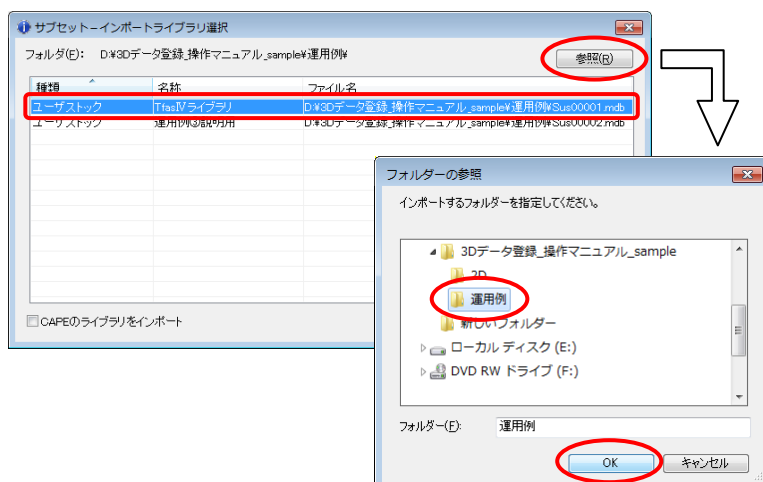 サブセット－インポートライブラリ選択
フォルダ(F): D:¥3Dデータ登録_操作マニュアル_sample¥運用例¥
参照(R)
種類 名称 ファイル名
ユーザストック TfasⅣライブラリ D:¥3Dデータ登録_操作マニュアル_sample¥運用例¥Sus00001.mdb
ユーザストック 運用例③説明用 D:¥3Dデータ登録_操作マニュアル_sample¥運用例¥Sus00002.mdb
CAPEのライブラリをインポート
フォルダーの参照
インポートするフォルダーを指定してください。
3Dデータ登録_操作マニュアル_sample
2D
運用例
新しいフォルダー
ローカル ディスク (E:)
DVD RW ドライブ (F:)
フォルダー(F): 運用例
OK キャンセル